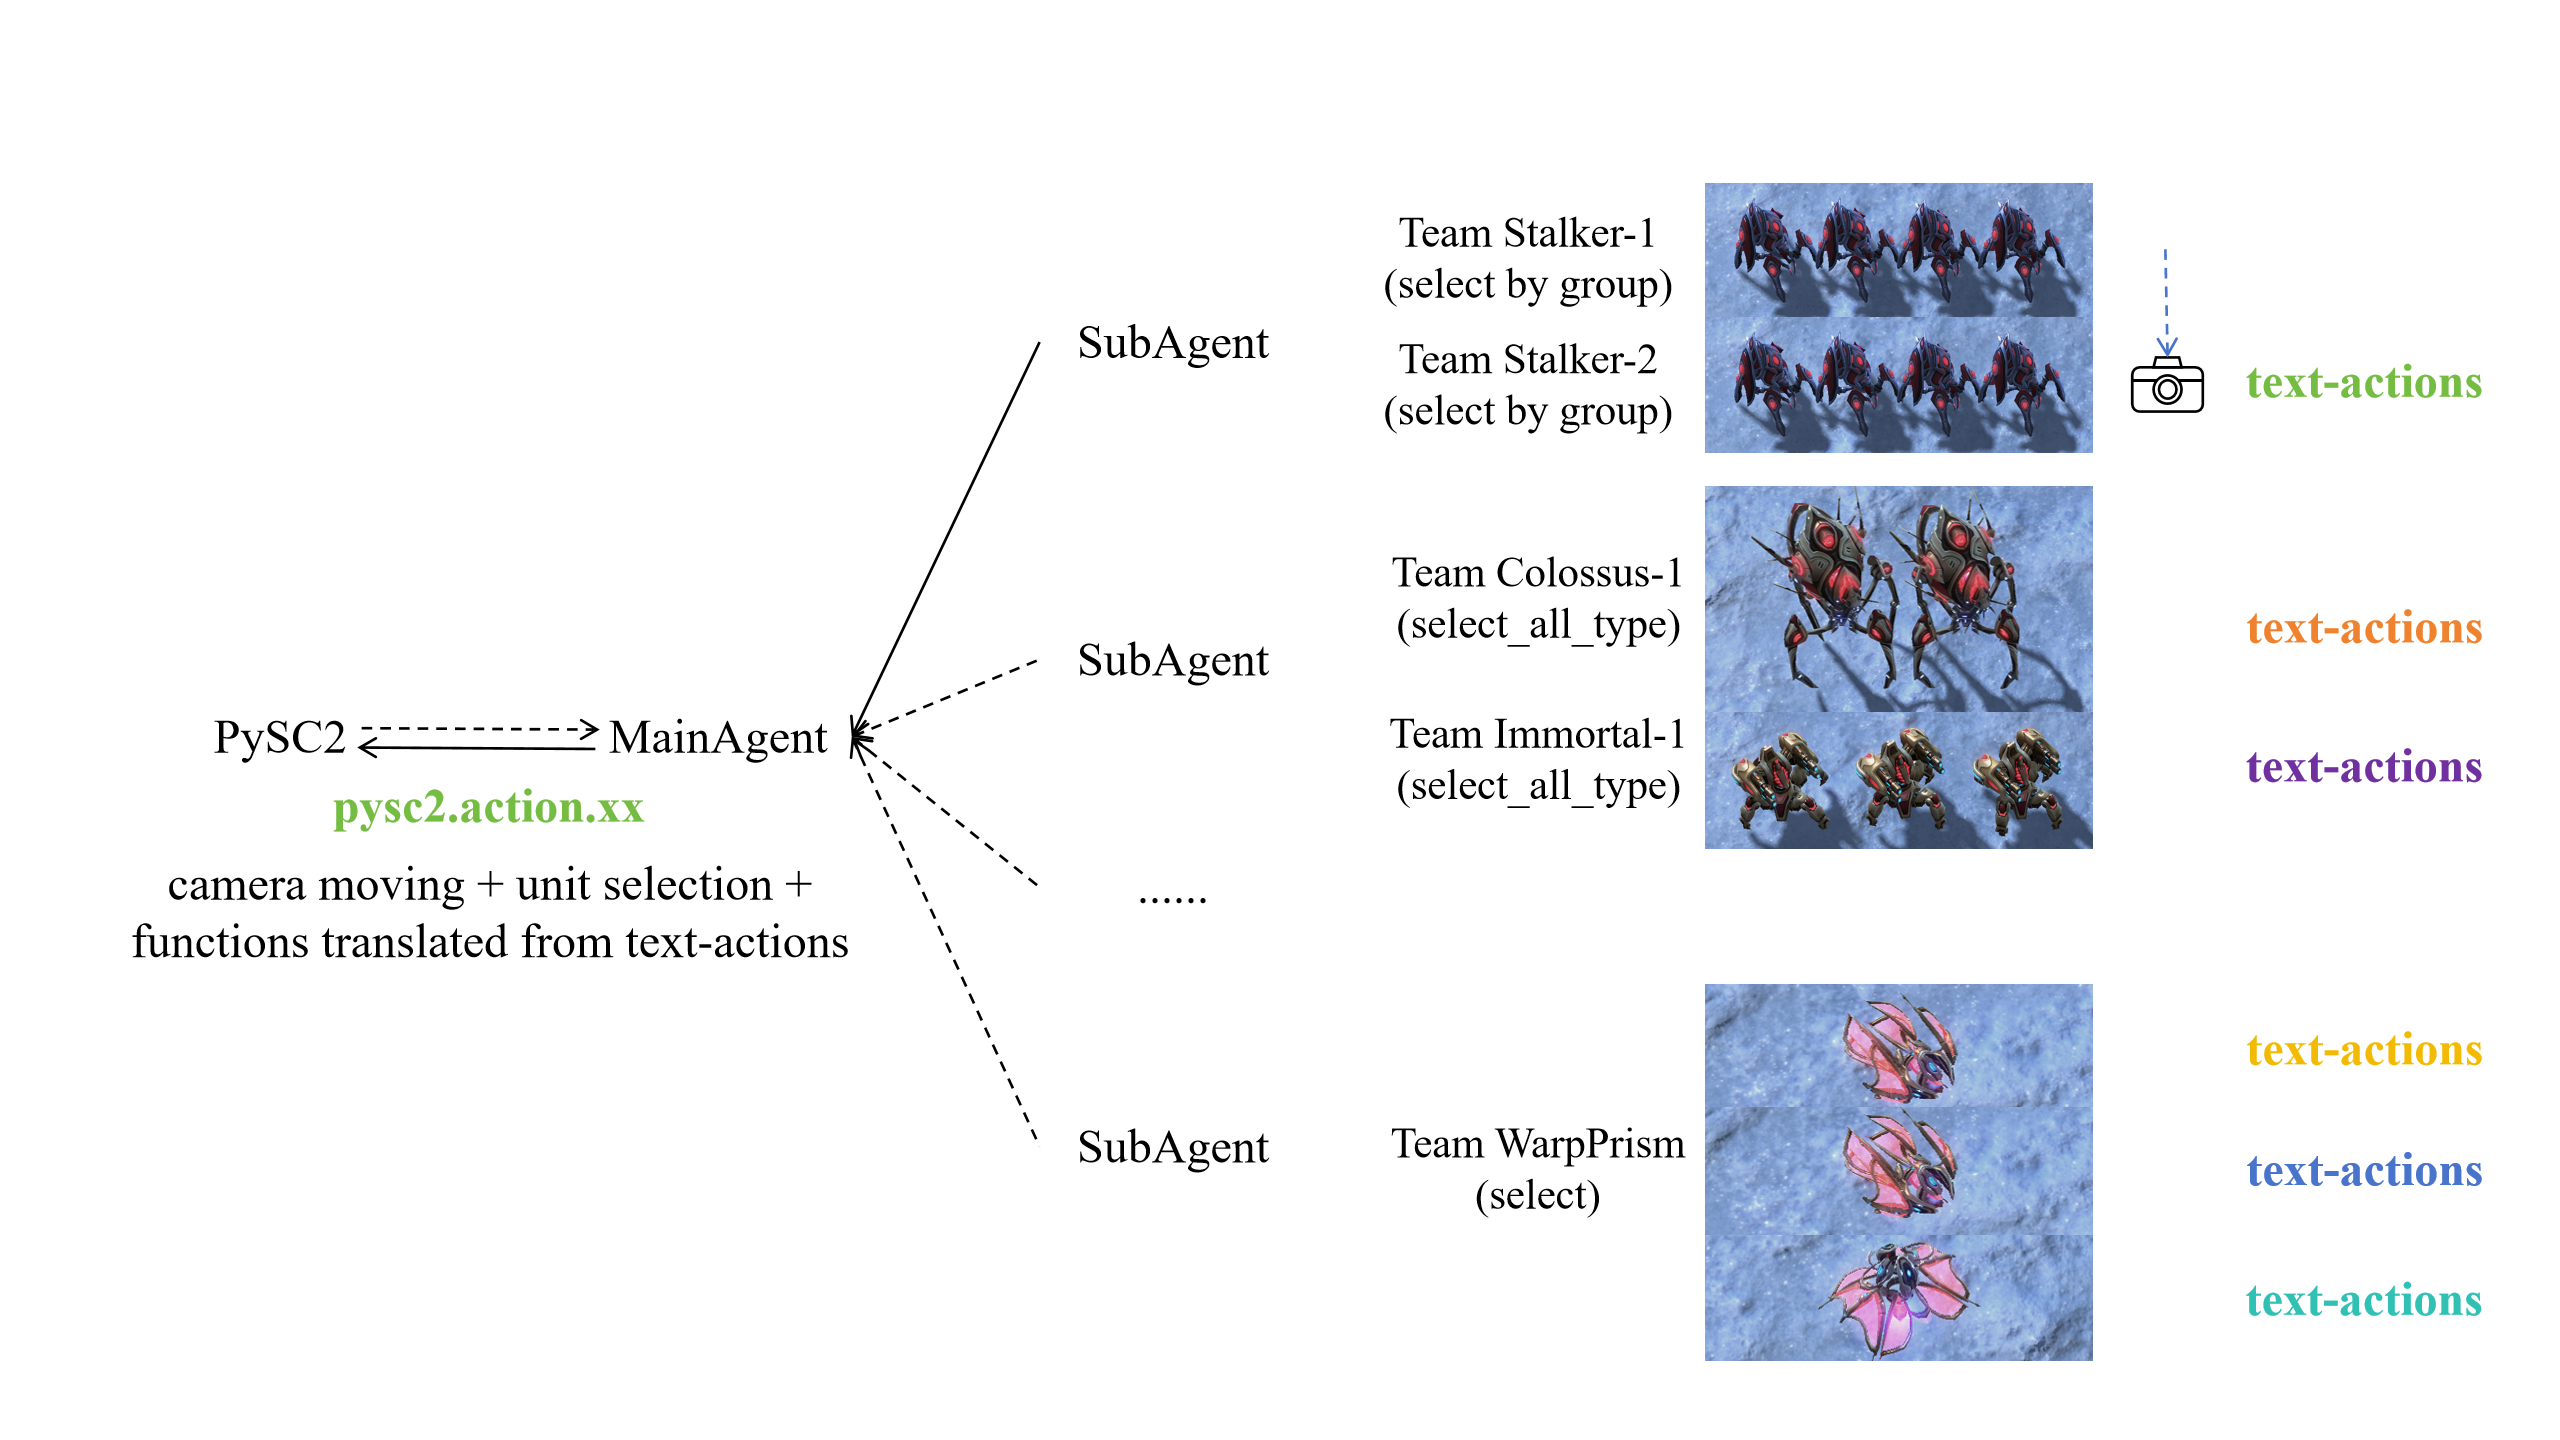 PySC2
MainAgent
pysc2.action.xx
camera moving + unit selection +
functions translated from text-actions
SubAgent
SubAgent
......
SubAgent
Team Stalker-1
(select by group)
Team Stalker-2
(select by group)
Team Colossus-1
(select_all_type)
Team Immortal-1
(select_all_type)
Team WarpPrism
(select)
text-actions
text-actions
text-actions
text-actions
text-actions
text-actions